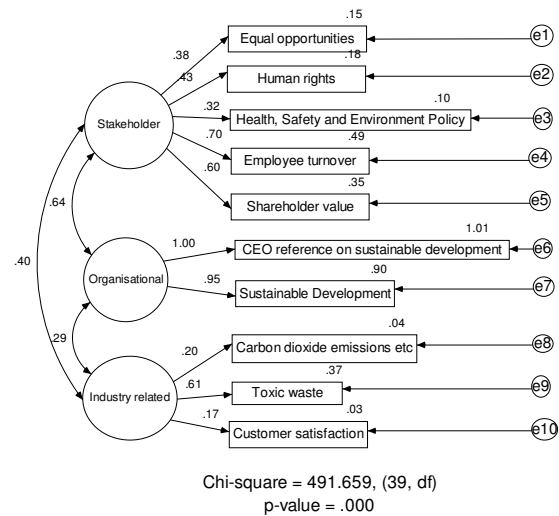 .15
Equal opportunities
e1
.38
.18
Human rights
e2
.43
.10
Stakeholder
.32
Health, Safety and Environment Policy
e3
.49
.70
Employee turnover
e4
.60
.35
Shareholder value
e5
.64
1.01
1.00
CEO reference on sustainable development
e6
.40
.90
Organisational
.95
Sustainable Development
e7
.04
.29
Carbon dioxide emissions etc
e8
.20
.37
.61
Toxic waste
e9
Industry related
.03
.17
Customer satisfaction
e10
Chi-square = 491.659, (39, df)
p-value = .000